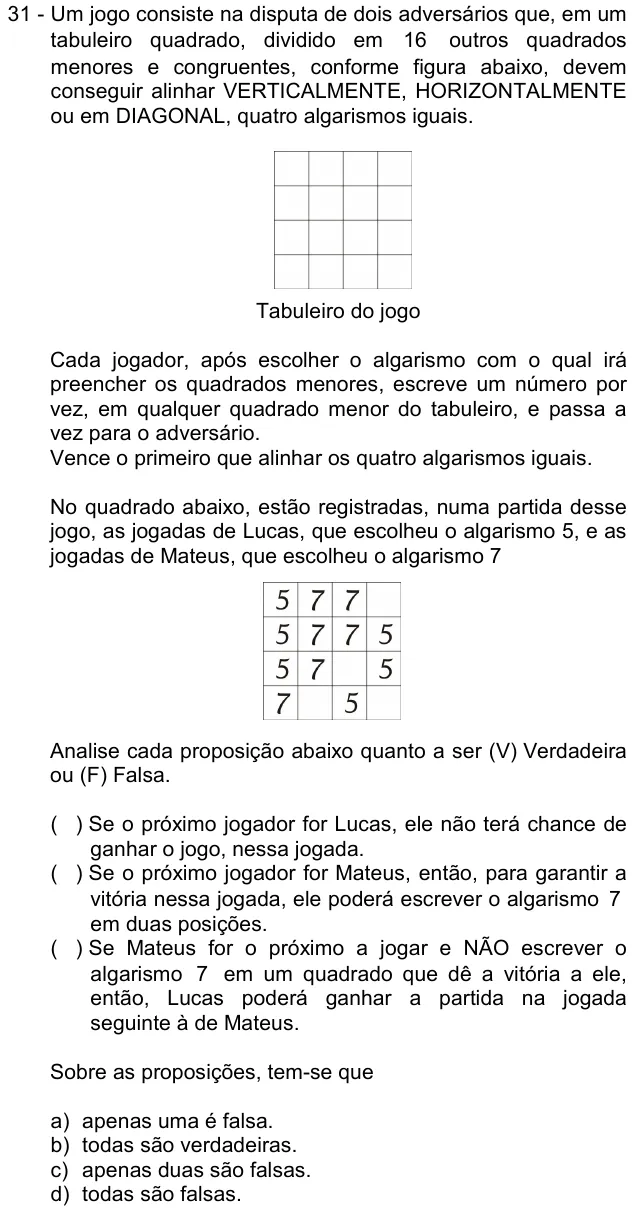 31 - Um jogo consiste na disputa de dois adversários que, em um
tabuleiro quadrado, dividido em 16 outros quadrados
menores e congruentes, conforme figura abaixo, devem
conseguir alinhar VERTICALMENTE, HORIZONTALMENTE
ou em DIAGONAL, quatro algarismos iguais.
Tabuleiro do jogo
Cada jogador, após escolher o algarismo com o qual irá
preencher os quadrados menores, escreve um número por
vez, em qualquer quadrado menor do tabuleiro, e passa a
vez para o adversário.
Vence o primeiro que alinhar os quatro algarismos iguais.
No quadrado abaixo, estão registradas, numa partida desse
jogo, as jogadas de Lucas, que escolheu o algarismo 5, e as
jogadas de Mateus, que escolheu o algarismo 7
5 7 7
5 7 7 5
5 7 5
7 5
Analise cada proposição abaixo quanto a ser (V) Verdadeira
ou (F) Falsa.
( ) Se o próximo jogador for Lucas, ele não terá chance de
ganhar o jogo, nessa jogada.
( ) Se o próximo jogador for Mateus, então, para garantir a
vitória nessa jogada, ele poderá escrever o algarismo 7
em duas posições.
( ) Se Mateus for o próximo a jogar e NÃO escrever o
algarismo 7 em um quadrado que dê a vitória a ele,
então, Lucas poderá ganhar a partida na jogada
seguinte à de Mateus.
Sobre as proposições, tem-se que
a) apenas uma é falsa.
b) todas são verdadeiras.
c) apenas duas são falsas.
d) todas são falsas.